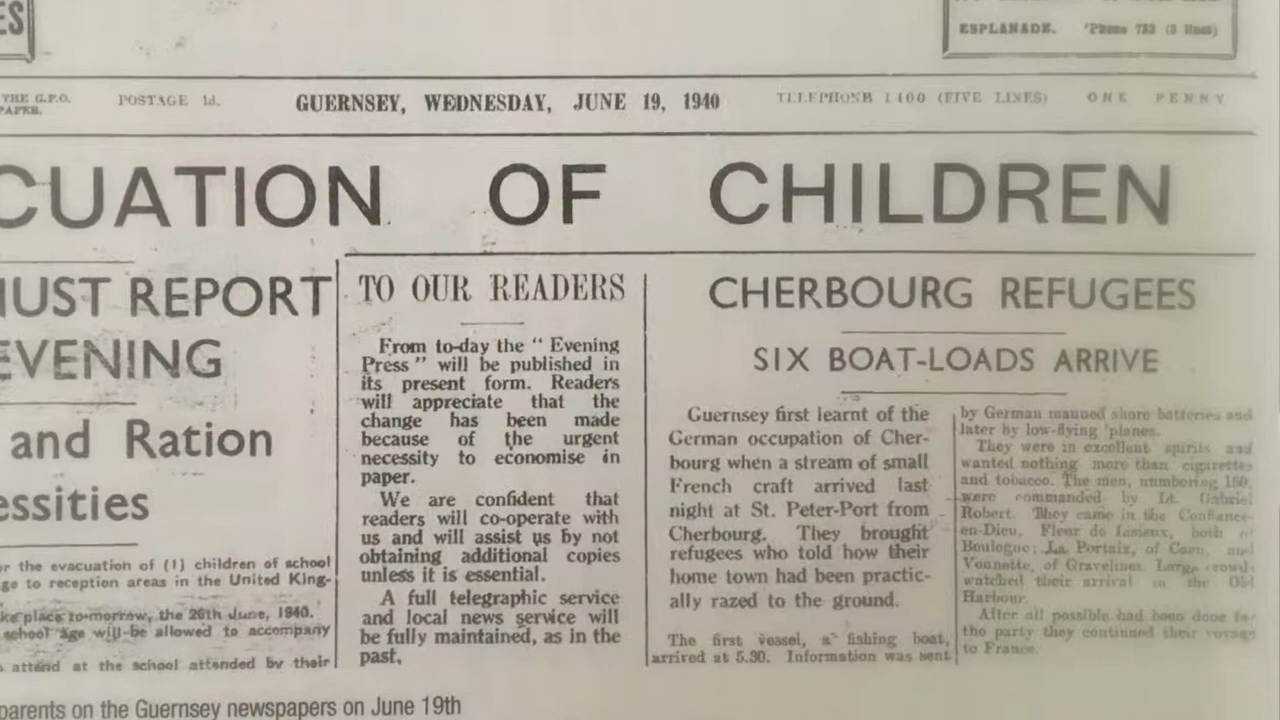 ES
ESPLANADE. 'Phone 733 (3 lines)
THE G.P.O.
PAPER.
POSTAGE 1d.
GUERNSEY, WEDNESDAY, JUNE 19, 1940
TELEPHONE 1400 (FIVE LINES)
ONE PENNY
CUATION OF CHILDREN
UST REPORT
EVENING
and Ration
essities
or the evacuation of (1) children of school
ge to reception areas in the United King-
ke place to-morrow, the 20th June, 1940.
school age will be allowed to accompany
attend at the school attended by their
TO OUR READERS
From to-day the " Evening
Press " will be published in
its present form. Readers
will appreciate that the
change has been made
because of the urgent
necessity to economise in
paper.
We are confident that
readers will co-operate with
us and will assist us by not
obtaining additional copies
unless it is essential.
A full telegraphic service
and local news service will
be fully maintained, as in the
past.
CHERBOURG REFUGEES
SIX BOAT-LOADS ARRIVE
Guernsey first learnt of the
German occupation of Cher-
bourg when a stream of small
French craft arrived last
night at St. Peter-Port from
Cherbourg. They brought
refugees who told how their
home town had been practic-
ally razed to the ground.
The first vessel, a fishing boat,
arrived at 5.30. Information was sent
by German manned shore batteries and
later by low-flying 'planes.
They were in excellent spirits and
wanted nothing more than cigarettes
and tobacco. The men, numbering 150,
were commanded by Lt. Gabriel
Robert. They came in the Confiance-
en-Dieu, Fleur de Lisieux, both of
Boulogne; La Portaix, of Caen, and
Vonnette, of Gravelines. Large crowds
watched their arrival in the Old
Harbour.
After all possible had been done for
the party they continued their voyage
to France.
parents on the Guernsey newspapers on June 19th